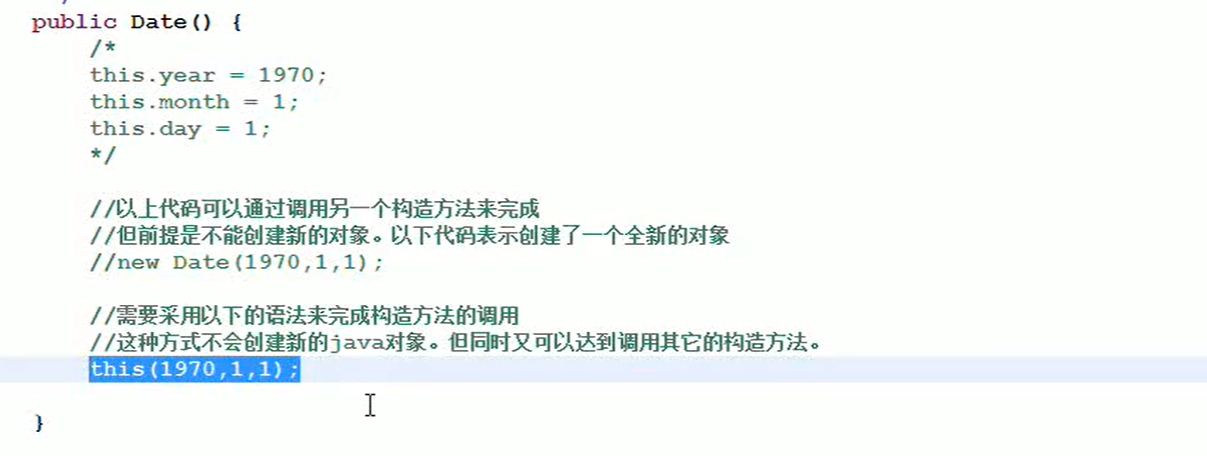 public Date() {
/*
this.year = 1970;
this.month = 1;
this.day = 1;
*/
//以上代码可以通过调用另一个构造方法来完成
//但前提是不能创建新的对象。以下代码表示创建了一个全新的对象
//new Date(1970,1,1);
//需要采用以下的语法来完成构造方法的调用
//这种方式不会创建新的java对象。但同时又可以达到调用其它的构造方法。
this(1970,1,1);
}